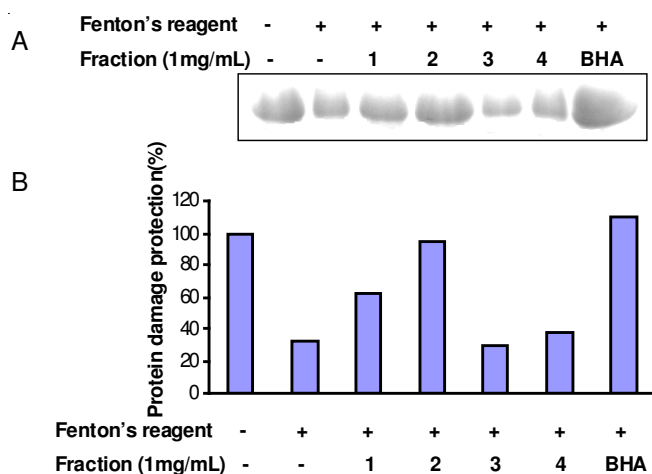 A
Fenton's reagent - + + + + + +
Fraction (1mg/mL) - - 1 2 3 4 BHA
B
Protein damage protection(%)
120
100
80
60
40
20
0
Fenton's reagent - + + + + + +
Fraction (1mg/mL) - - 1 2 3 4 BHA